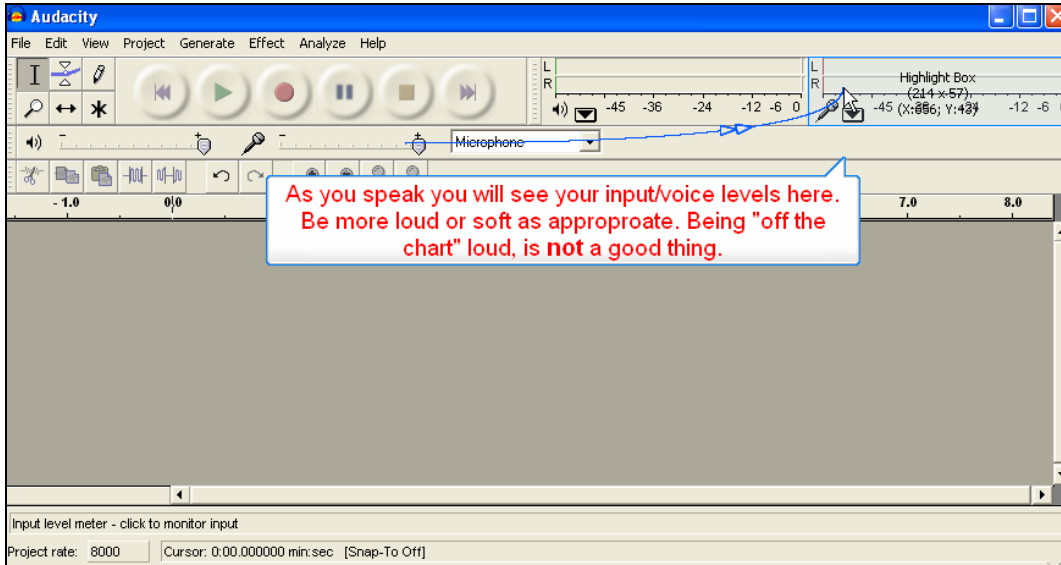 Audacity
File Edit View Project Generate Effect Analyze Help
L
R
-45 -36 -24 -12 -6 0
L
R
Highlight Box
(214 x 57)
(X:656; Y:43)
-45 -12 -6
Microphone
- 1.0 0,0 7.0 8.0
As you speak you will see your input/voice levels here.
Be more loud or soft as approproate. Being "off the
chart" loud, is not a good thing.
Input level meter - click to monitor input
Project rate: 8000 Cursor: 0:00.000000 min:sec [Snap-To Off]